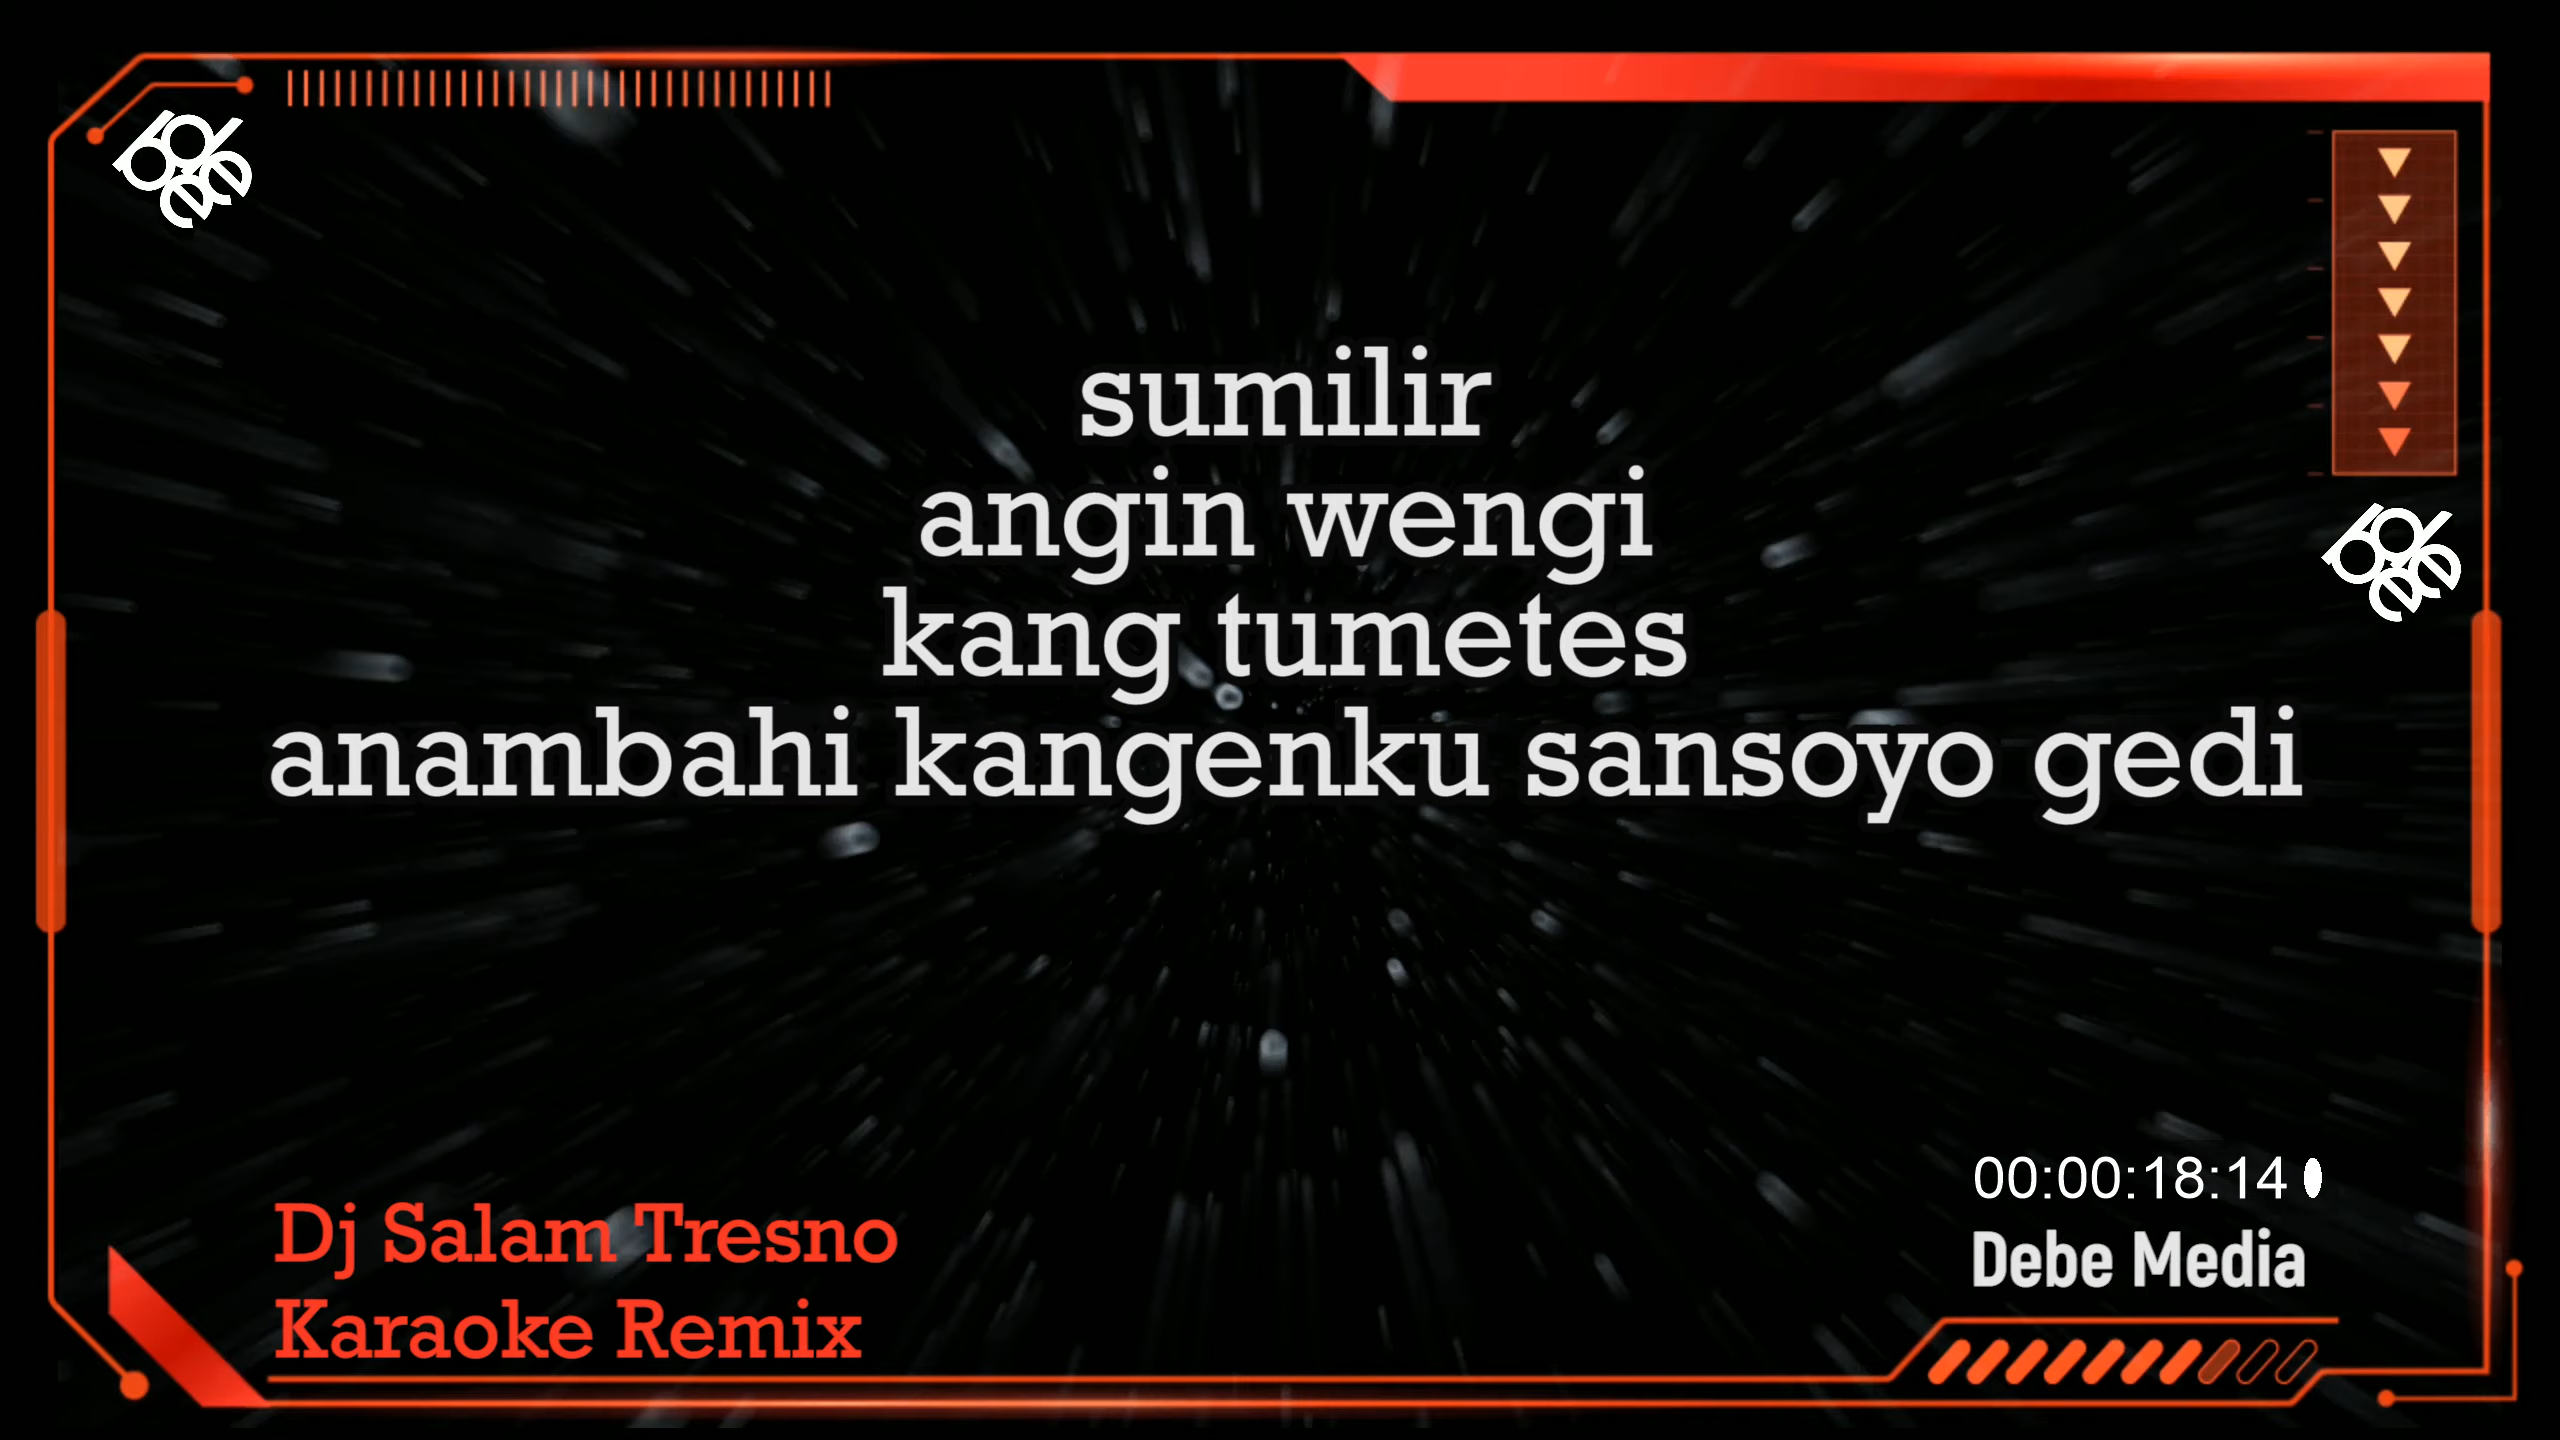 sumilir
angin wengi
kang tumetes
anambahi kangenku sansoyo gedi
00:00:18:14
Debe Media
Dj Salam Tresno
Karaoke Remix